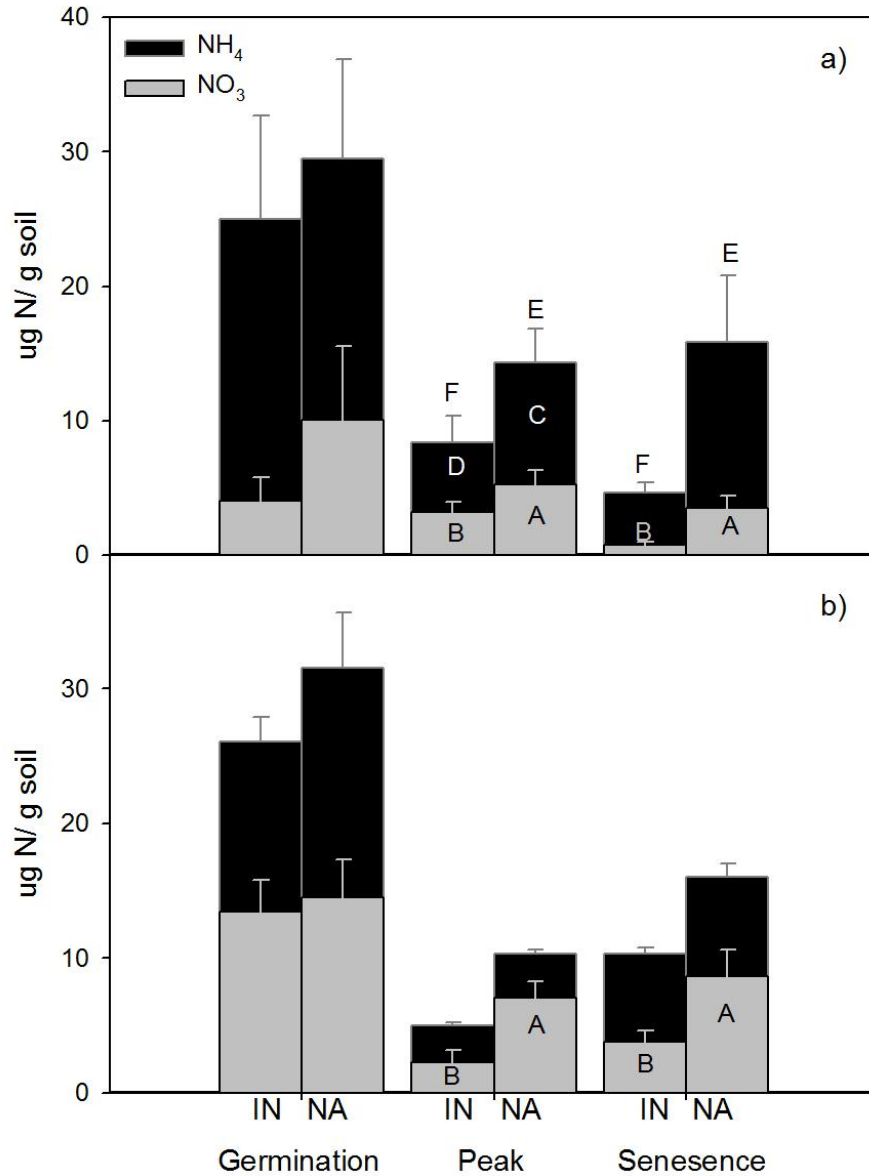 40
NH4
NO3
a)
30
20
10
0
ug N/ g soil
E
E
F
C
D
F
B
A
B
A
b)
30
20
10
0
ug N/ g soil
A
A
B
B
IN NA IN NA IN NA
Germination Peak Senesence